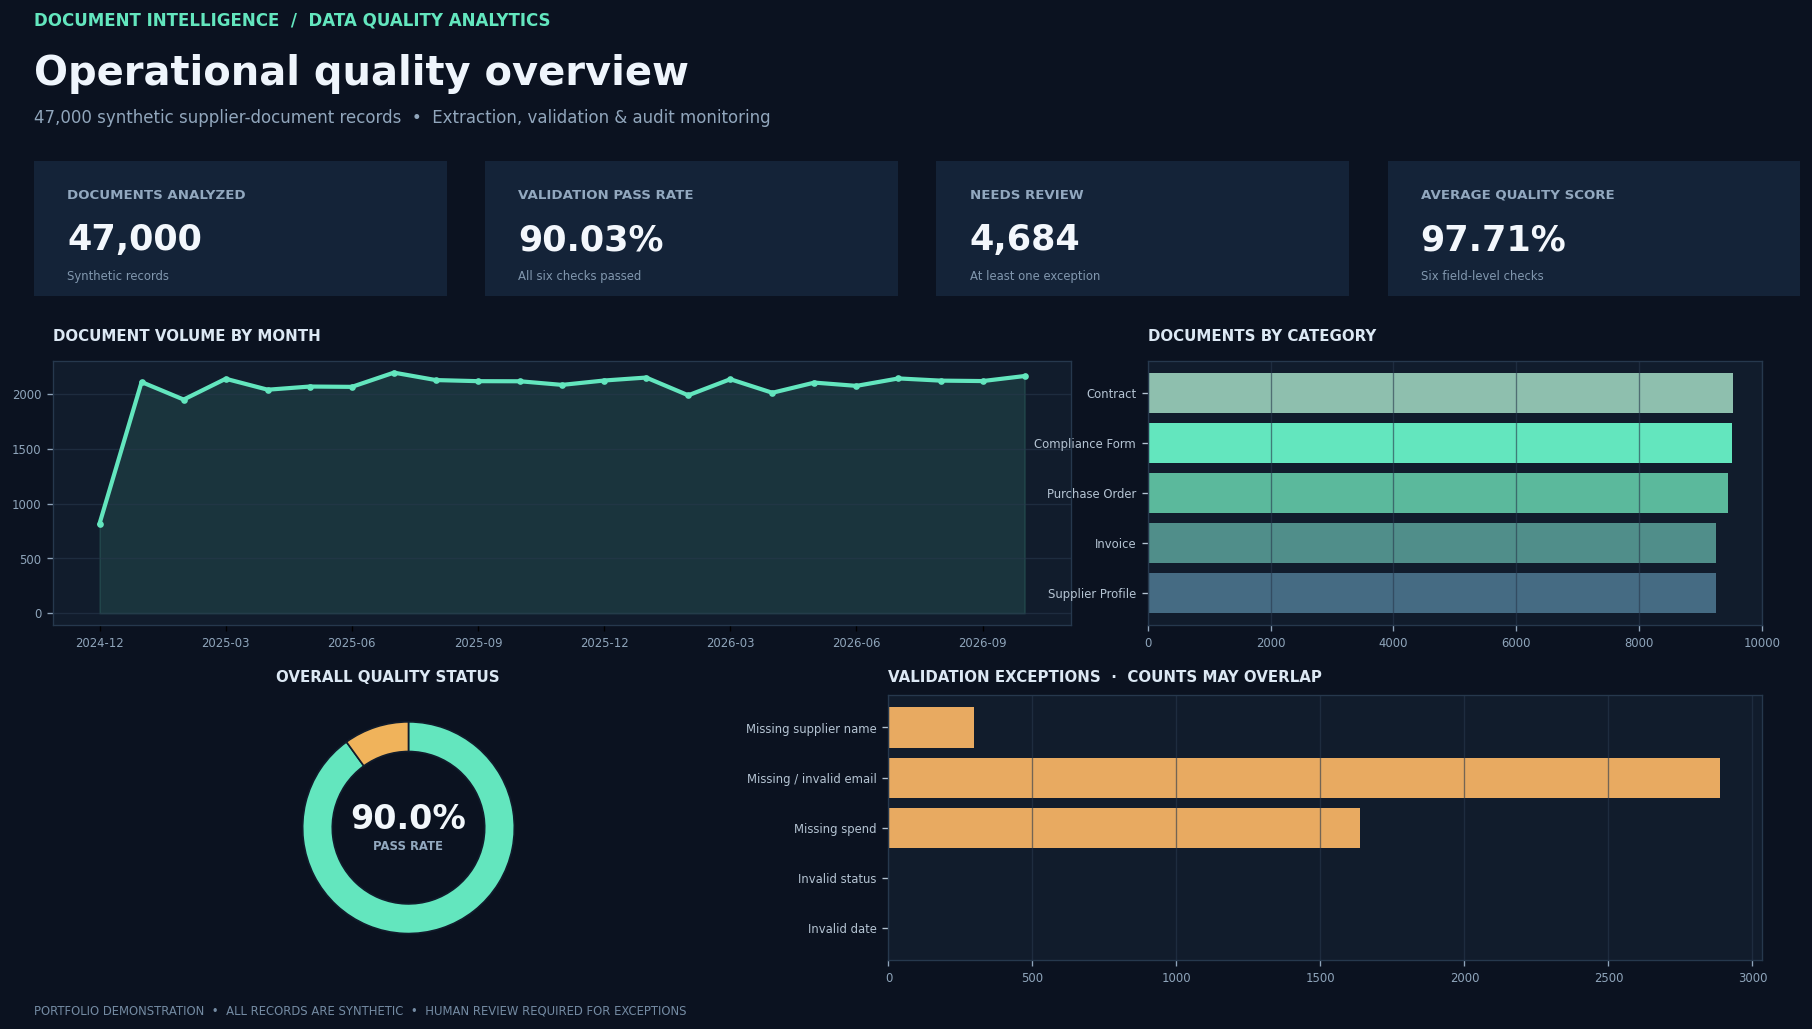 DOCUMENT INTELLIGENCE / DATA QUALITY ANALYTICS
Operational quality overview
47,000 synthetic supplier-document records • Extraction, validation & audit monitoring
DOCUMENTS ANALYZED
47,000
Synthetic records
VALIDATION PASS RATE
90.03%
All six checks passed
NEEDS REVIEW
4,684
At least one exception
AVERAGE QUALITY SCORE
97.71%
Six field-level checks
DOCUMENT VOLUME BY MONTH
2000
1500
1000
500
0
2024-12 2025-03 2025-06 2025-09 2025-12 2026-03 2026-06 2026-09
DOCUMENTS BY CATEGORY
Contract
Compliance Form
Purchase Order
Invoice
Supplier Profile
0 2000 4000 6000 8000 10000
OVERALL QUALITY STATUS
90.0%
PASS RATE
VALIDATION EXCEPTIONS · COUNTS MAY OVERLAP
Missing supplier name
Missing / invalid email
Missing spend
Invalid status
Invalid date
0 500 1000 1500 2000 2500 3000
PORTFOLIO DEMONSTRATION • ALL RECORDS ARE SYNTHETIC • HUMAN REVIEW REQUIRED FOR EXCEPTIONS